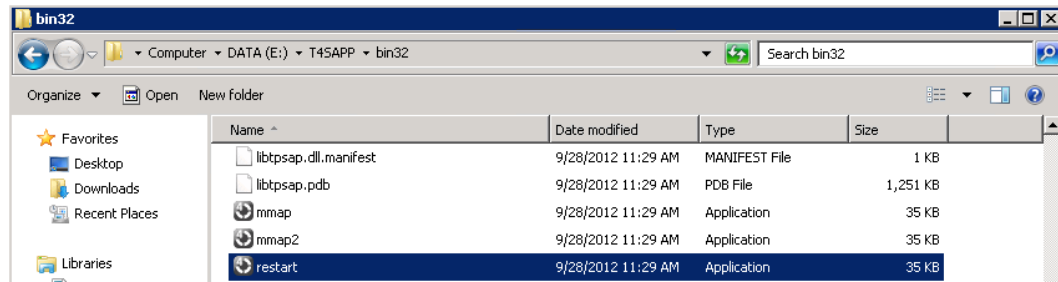 bin32
Computer DATA (E:) T4SAPP bin32 Search bin32
Organize Open New folder
Favorites
Desktop
Downloads
Recent Places
Libraries
Name Date modified Type Size
libtpsap.dll.manifest 9/28/2012 11:29 AM MANIFEST File 1 KB
libtpsap.pdb 9/28/2012 11:29 AM PDB File 1,251 KB
mmap 9/28/2012 11:29 AM Application 35 KB
mmap2 9/28/2012 11:29 AM Application 35 KB
restart 9/28/2012 11:29 AM Application 35 KB